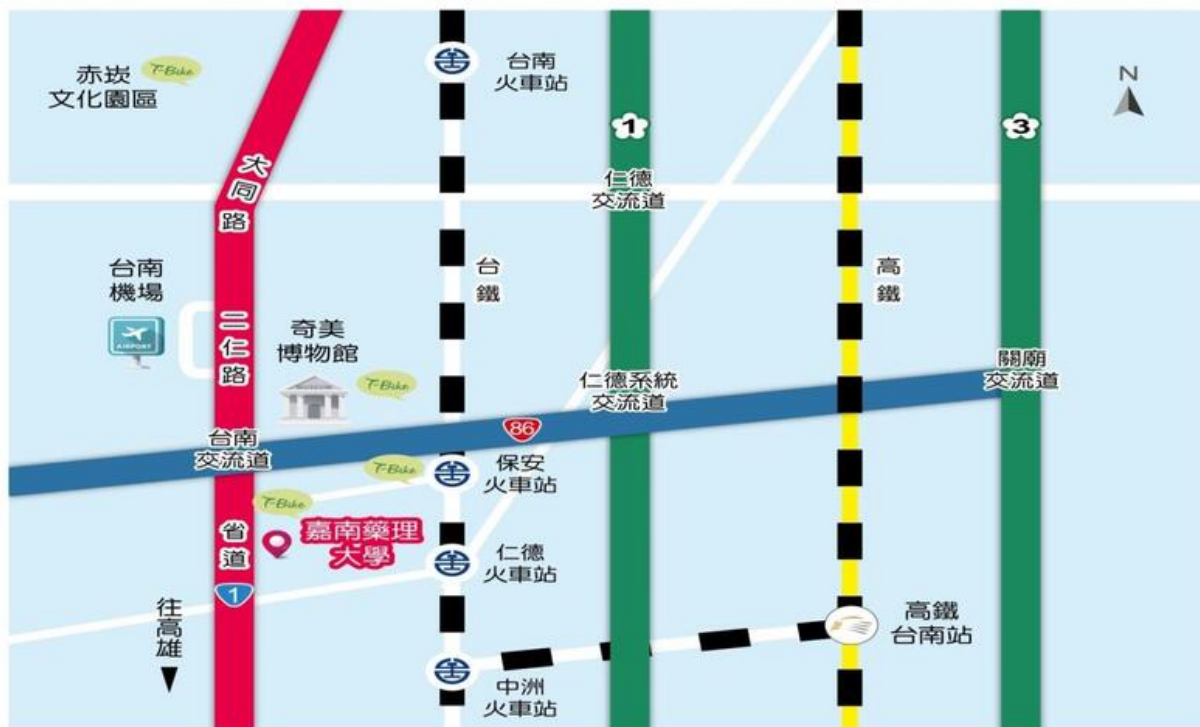 赤崁
文化園區
T-Bike
台南
火車站
N
1
3
大同路
仁德
交流道
台南
機場
AIRPORT
台鐵
高鐵
二仁路
奇美
博物館
T-Bike
仁德系統
交流道
關廟
交流道
86
台南
交流道
T-Bike
保安
火車站
T-Bike
省道
嘉南藥理
大學
仁德
火車站
1
往高雄
高鐵
台南站
中洲
火車站